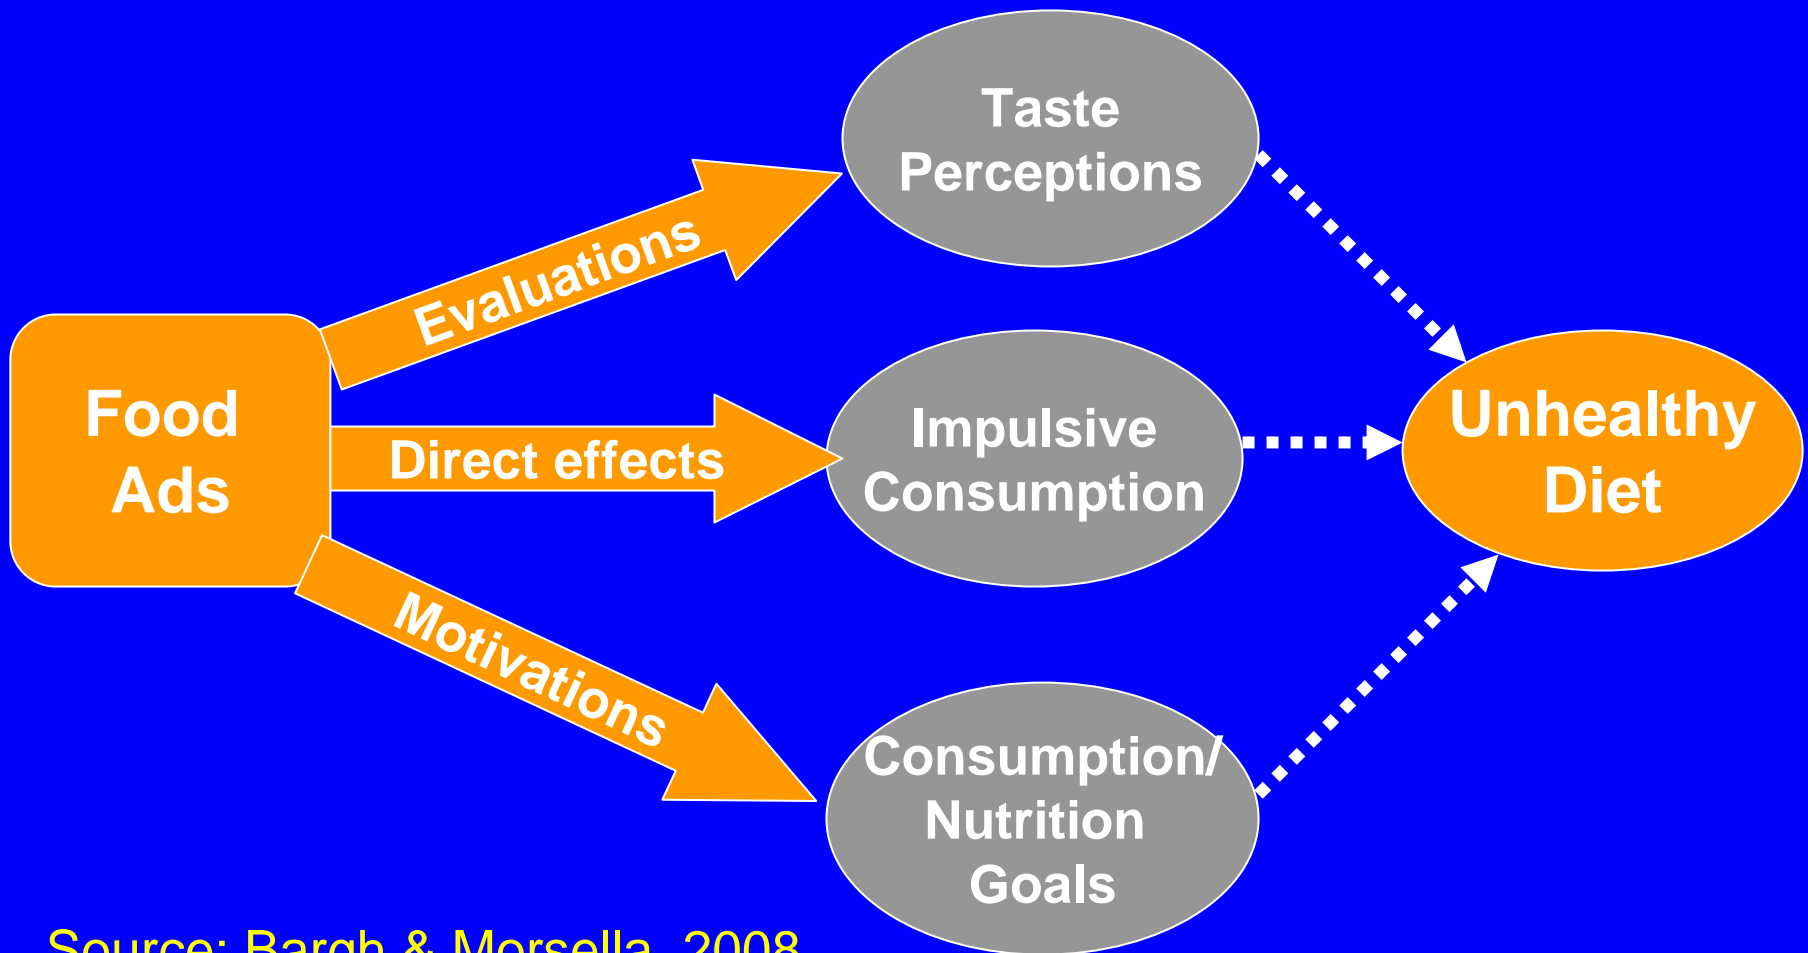 Food
Ads
Evaluations
Direct effects
Motivations
Taste
Perceptions
Impulsive
Consumption
Consumption/
Nutrition
Goals
Unhealthy
Diet
Source: Bargh & Morsella, 2008